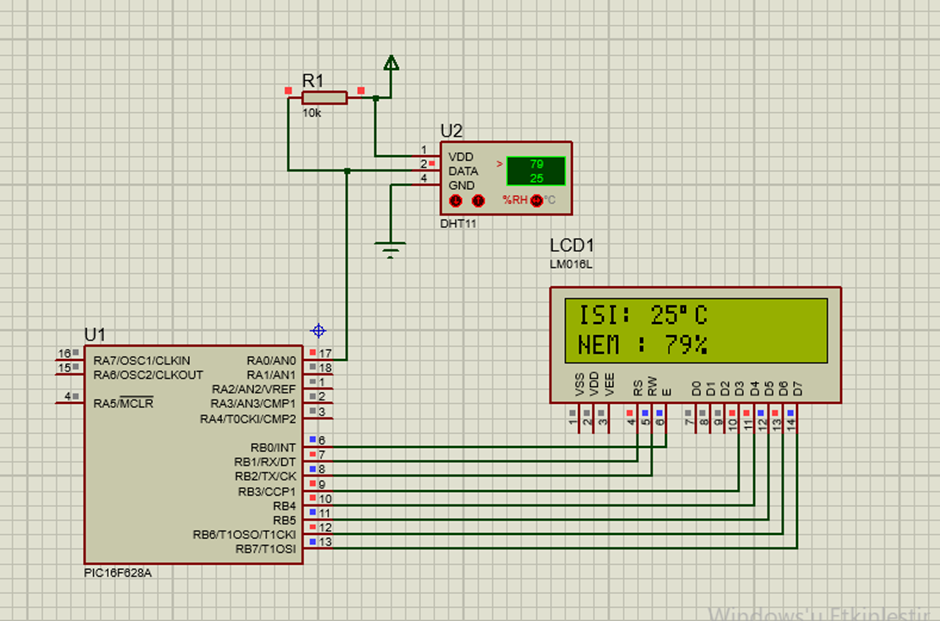 R1
10k
U2
1
VDD
2
DATA
4
GND
>
79
25
%RH
°C
DHT11
LCD1
LM016L
ISI: 25°C
NEM : 79%
VSS
VDD
VEE
RS
RW
E
D0
D1
D2
D3
D4
D5
D6
D7
1
2
3
4
5
6
7
8
9
10
11
12
13
14
U1
16
RA7/OSC1/CLKIN
15
RA6/OSC2/CLKOUT
4
RA5/MCLR
RA0/AN0
17
RA1/AN1
18
RA2/AN2/VREF
1
RA3/AN3/CMP1
2
RA4/T0CKI/CMP2
3
RB0/INT
6
RB1/RX/DT
7
RB2/TX/CK
8
RB3/CCP1
9
RB4
10
RB5
11
RB6/T1OSO/T1CKI
12
RB7/T1OSI
13
PIC16F628A
Windows'u Etkinleştir